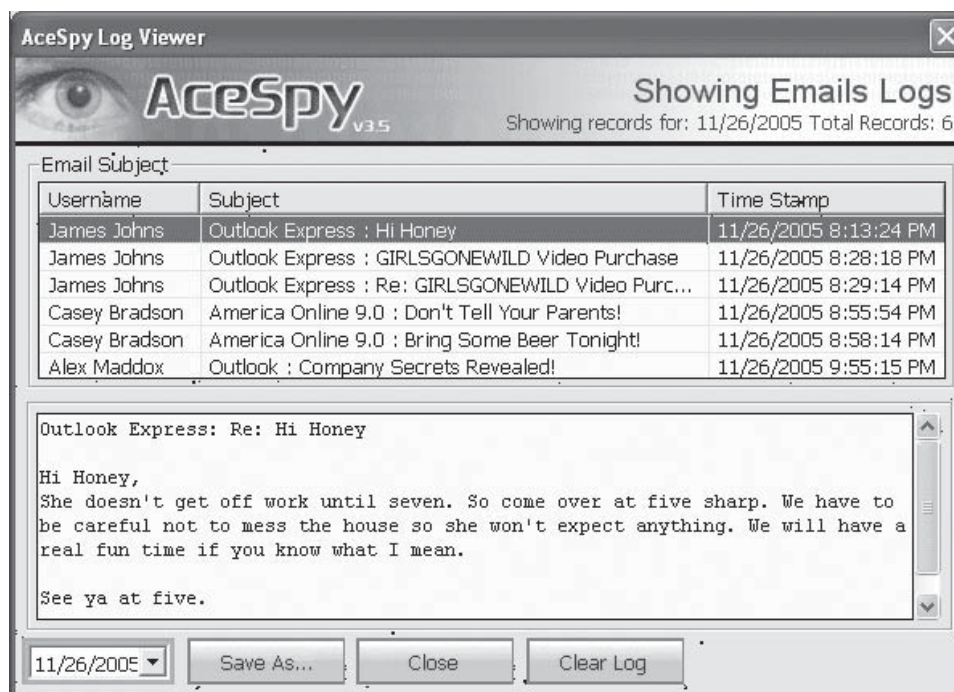 AceSpy Log Viewer
AceSpy v3.5
Showing Emails Logs
Showing records for: 11/26/2005 Total Records: 6
Email Subject
Username Subject Time Stamp
James Johns Outlook Express : Hi Honey 11/26/2005 8:13:24 PM
James Johns Outlook Express : GIRLSGONEWILD Video Purchase 11/26/2005 8:28:18 PM
James Johns Outlook Express : Re: GIRLSGONEWILD Video Purc... 11/26/2005 8:29:14 PM
Casey Bradson America Online 9.0 : Don't Tell Your Parents! 11/26/2005 8:55:54 PM
Casey Bradson America Online 9.0 : Bring Some Beer Tonight! 11/26/2005 8:58:14 PM
Alex Maddox Outlook : Company Secrets Revealed! 11/26/2005 9:55:15 PM
Outlook Express: Re: Hi Honey
Hi Honey,
She doesn't get off work until seven. So come over at five sharp. We have to
be careful not to mess the house so she won't expect anything. We will have a
real fun time if you know what I mean.
See ya at five.
11/26/2005 Save As... Close Clear Log